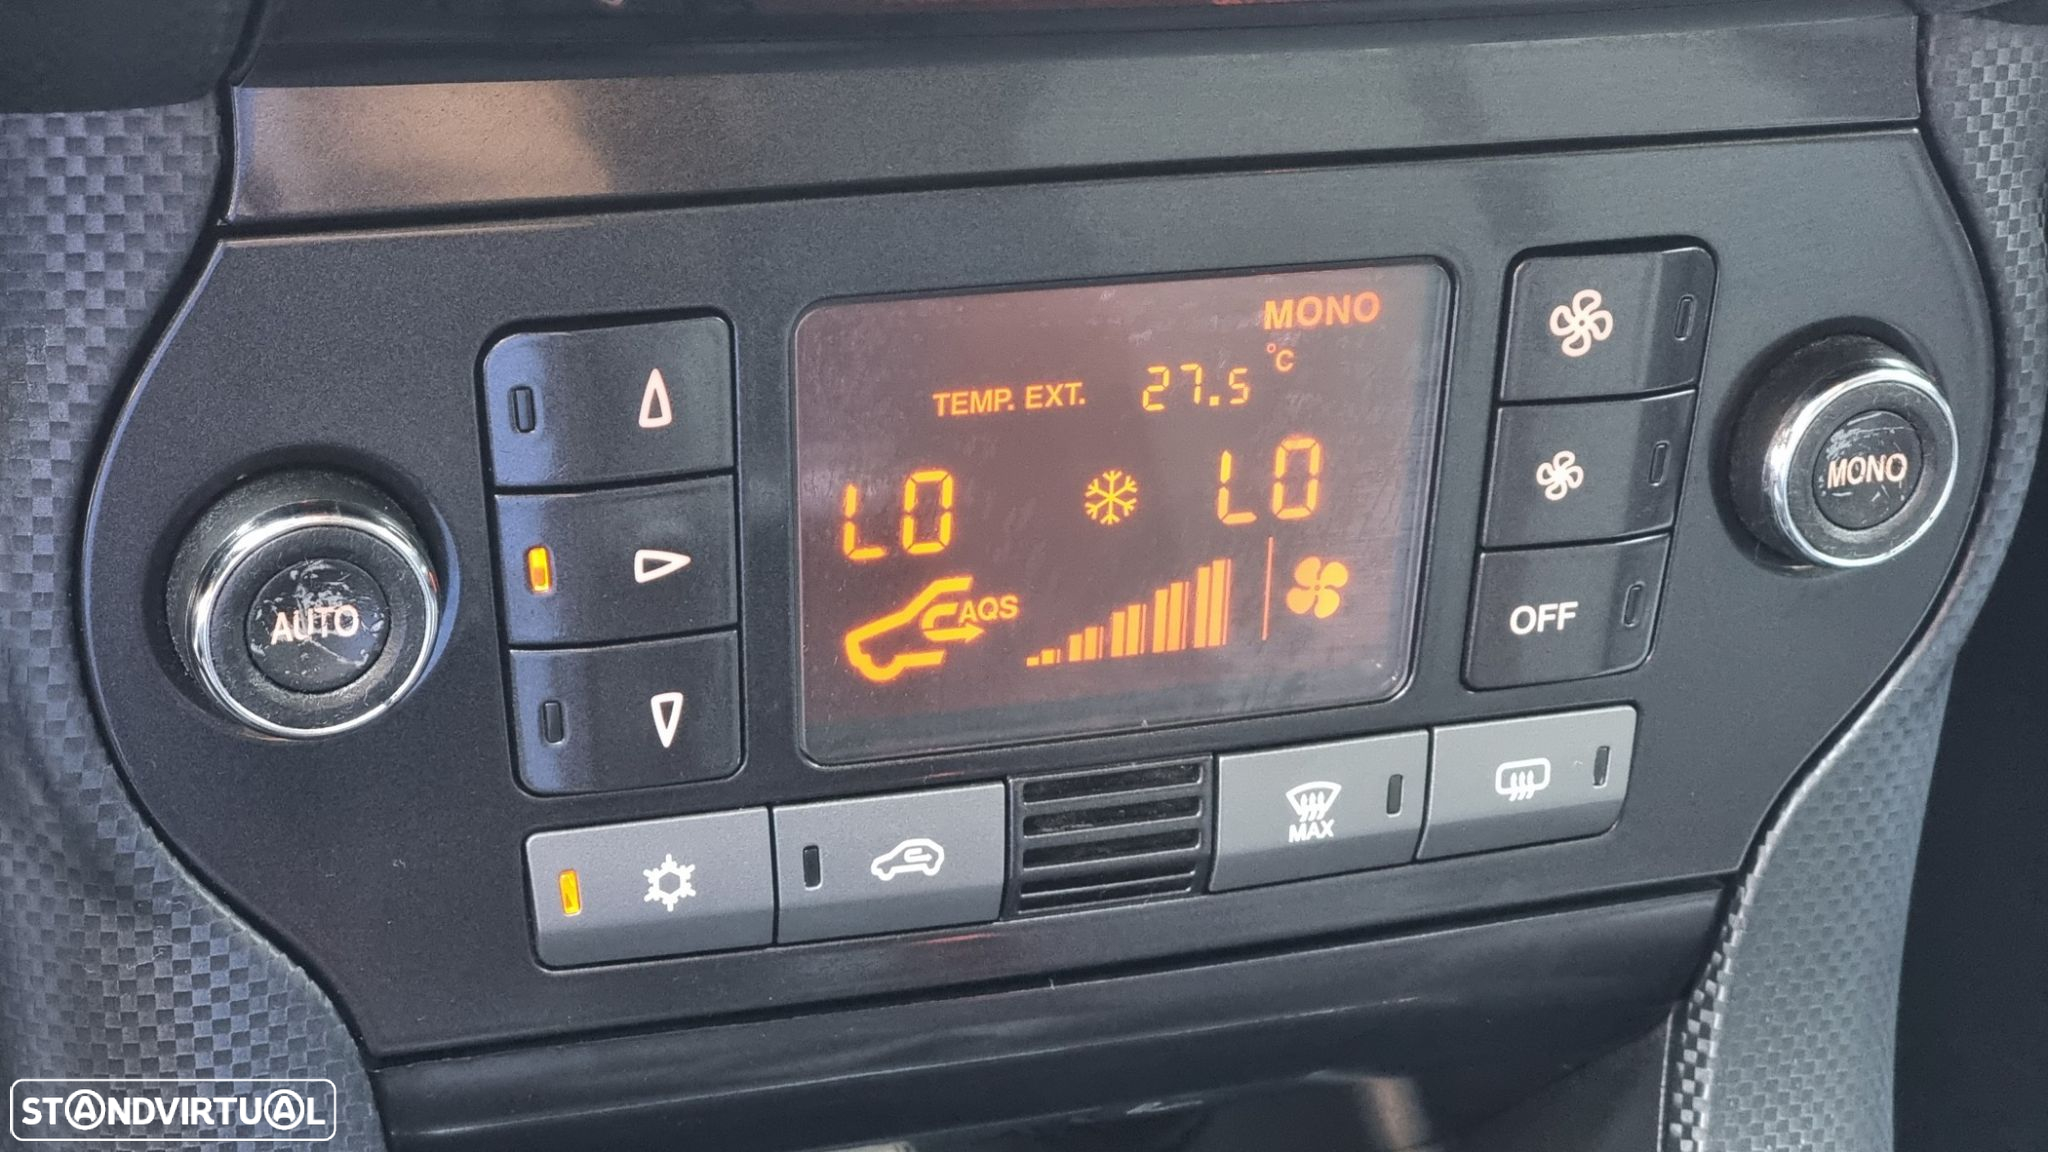 MONO
TEMP. EXT. 27.5 °C
LO LO
AQS
AUTO
MONO
OFF
MAX
STANDVIRTUAL